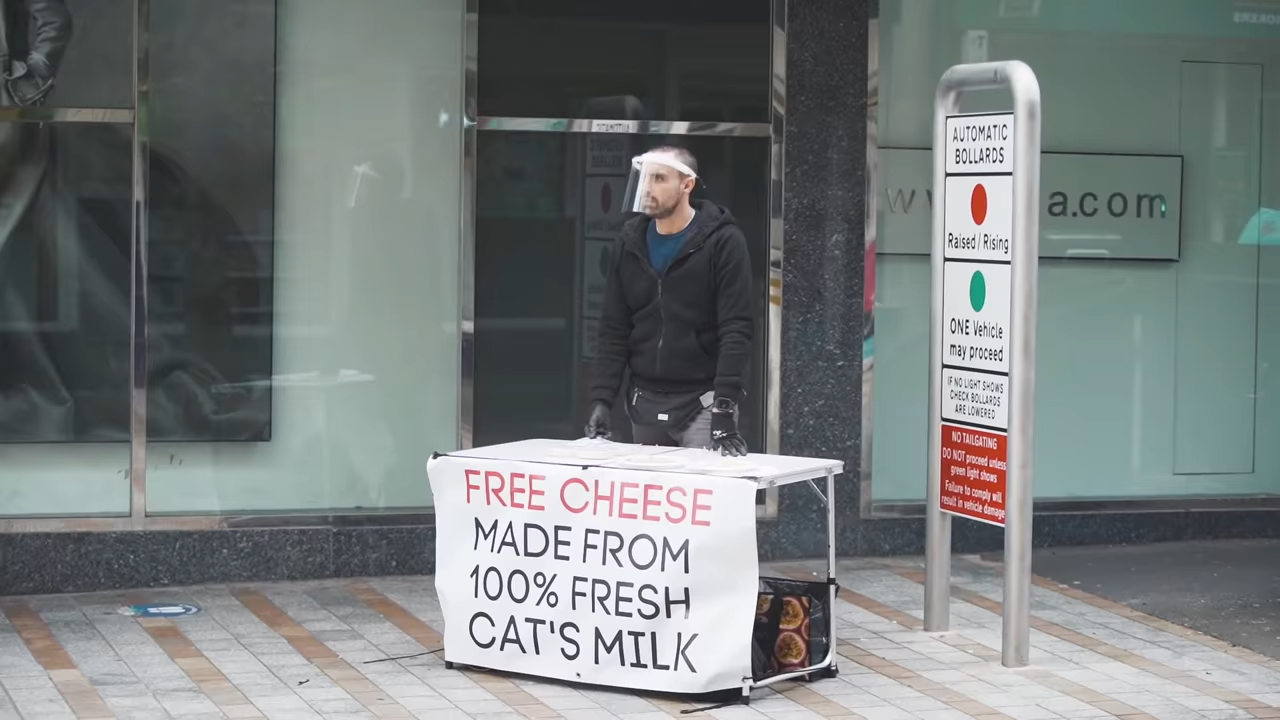 FREE CHEESE
MADE FROM
100% FRESH
CAT'S MILK
AUTOMATIC
BOLLARDS
Raised / Rising
ONE Vehicle
may proceed
IF NO LIGHT SHOWS
CHECK BOLLARDS
ARE LOWERED
NO TAILGATING
DO NOT proceed unless
green light shows
Failure to comply will
result in vehicle damage
a.com